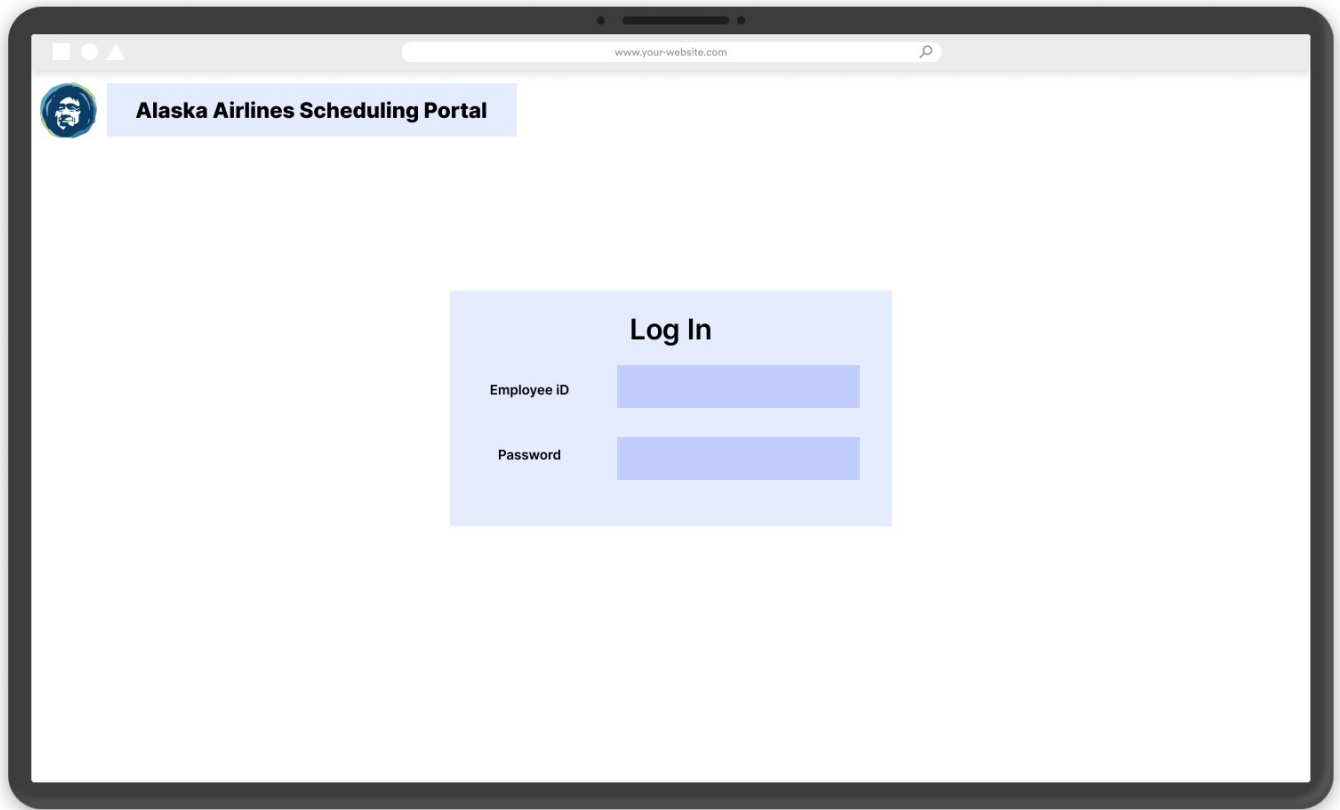 www.your-website.com
Alaska Airlines Scheduling Portal
Log In
Employee iD
Password